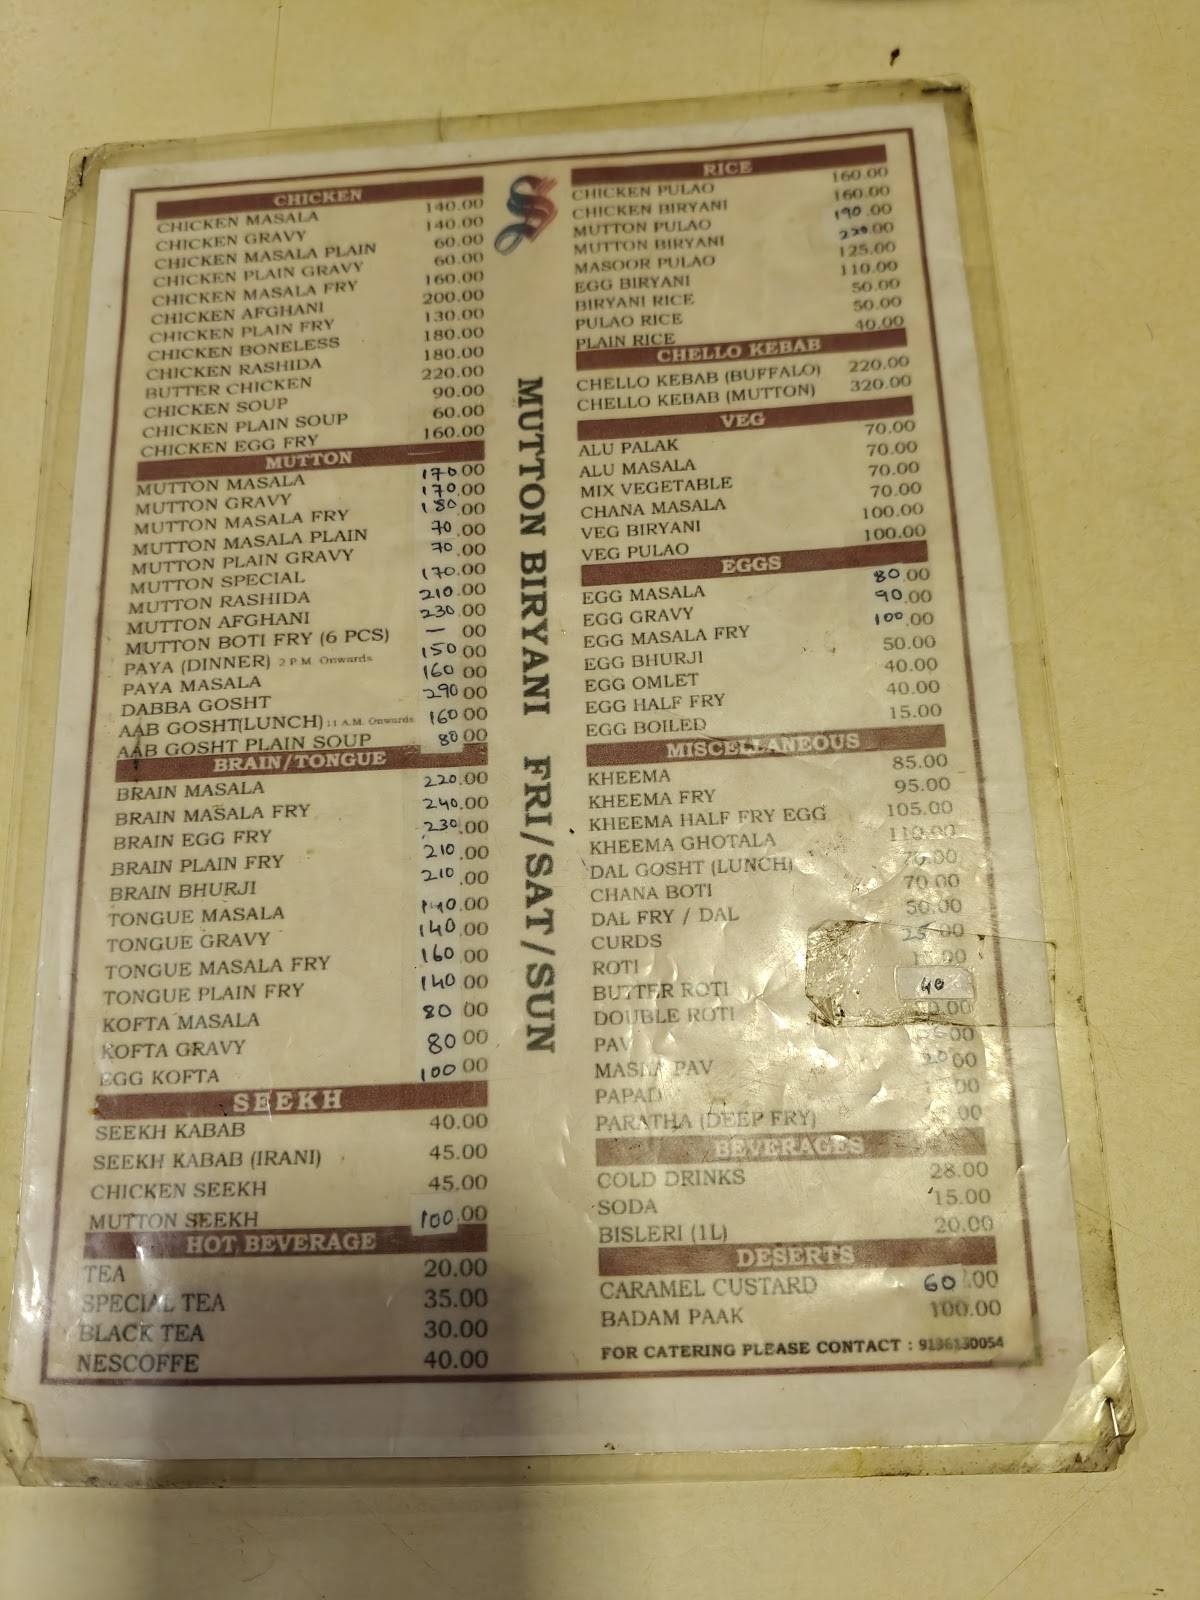 CHICKEN
CHICKEN MASALA 140.00
CHICKEN GRAVY 140.00
CHICKEN MASALA PLAIN 60.00
CHICKEN PLAIN GRAVY 60.00
CHICKEN MASALA FRY 160.00
CHICKEN AFGHANI 200.00
CHICKEN PLAIN FRY 130.00
CHICKEN BONELESS 180.00
CHICKEN RASHIDA 180.00
BUTTER CHICKEN 220.00
CHICKEN SOUP 90.00
CHICKEN PLAIN SOUP 60.00
CHICKEN EGG FRY 160.00
MUTTON
MUTTON MASALA 170.00
MUTTON GRAVY 170.00
MUTTON MASALA FRY 180.00
MUTTON MASALA PLAIN 70.00
MUTTON PLAIN GRAVY 70.00
MUTTON SPECIAL 170.00
MUTTON RASHIDA 210.00
MUTTON AFGHANI 230.00
MUTTON BOTI FRY (6 PCS) — 00
PAYA (DINNER) 2 P.M. Onwards 150 00
PAYA MASALA 160 00
DABBA GOSHT 290 00
AAB GOSHT(LUNCH) 11 A.M. Onwards 160 00
AAB GOSHT PLAIN SOUP 80 00
BRAIN/TONGUE
BRAIN MASALA 220.00
BRAIN MASALA FRY 240.00
BRAIN EGG FRY 230.00
BRAIN PLAIN FRY 210.00
BRAIN BHURJI 210.00
TONGUE MASALA 140.00
TONGUE GRAVY 140.00
TONGUE MASALA FRY 160 00
TONGUE PLAIN FRY 140 00
KOFTA MASALA 80 00
KOFTA GRAVY 80 00
EGG KOFTA 100 00
SEEKH
SEEKH KABAB 40.00
SEEKH KABAB (IRANI) 45.00
CHICKEN SEEKH 45.00
MUTTON SEEKH 100.00
HOT BEVERAGE
TEA 20.00
SPECIAL TEA 35.00
BLACK TEA 30.00
NESCOFFE 40.00
MUTTON BIRYANI FRI/SAT/SUN
RICE
CHICKEN PULAO 160.00
CHICKEN BIRYANI 160.00
MUTTON PULAO 190.00
MUTTON BIRYANI 220.00
MASOOR PULAO 125.00
EGG BIRYANI 110.00
BIRYANI RICE 50.00
PULAO RICE 50.00
PLAIN RICE 40.00
CHELLO KEBAB
CHELLO KEBAB (BUFFALO) 220.00
CHELLO KEBAB (MUTTON) 320.00
VEG
ALU PALAK 70.00
ALU MASALA 70.00
MIX VEGETABLE 70.00
CHANA MASALA 70.00
VEG BIRYANI 100.00
VEG PULAO 100.00
EGGS
EGG MASALA 80.00
EGG GRAVY 90.00
EGG MASALA FRY 100.00
EGG BHURJI 50.00
EGG OMLET 40.00
EGG HALF FRY 40.00
EGG BOILED 15.00
MISCELLANEOUS
KHEEMA 85.00
KHEEMA FRY 95.00
KHEEMA HALF FRY EGG 105.00
KHEEMA GHOTALA 110.00
DAL GOSHT (LUNCH) 70.00
CHANA BOTI 70.00
DAL FRY / DAL 50.00
CURDS 25.00
ROTI
BUTTER ROTI 40
DOUBLE ROTI
PAV
MASKA PAV
PAPAD
PARATHA (DEEP FRY)
BEVERAGES
COLD DRINKS 28.00
SODA 15.00
BISLERI (1L) 20.00
DESERTS
CARAMEL CUSTARD 60.00
BADAM PAAK 100.00
FOR CATERING PLEASE CONTACT : 9136130054